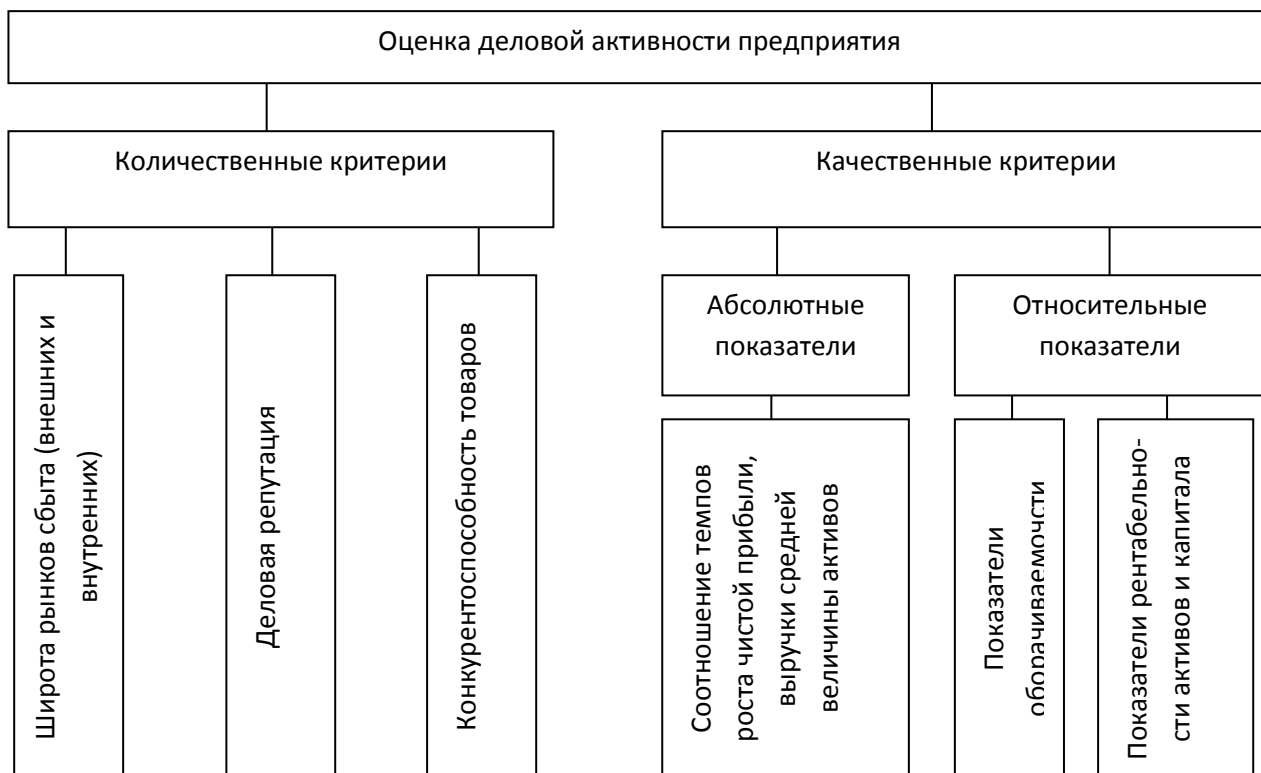 Оценка деловой активности предприятия
Количественные критерии
Качественные критерии
Абсолютные
показатели
Относительные
показатели
Широта рынков сбыта (внешних и
внутренних)
Деловая репутация
Конкурентоспособность товаров
Соотношение темпов
роста чистой прибыли,
выручки средней
величины активов
Показатели
оборачиваемости
Показатели рентабельно-
сти активов и капитала